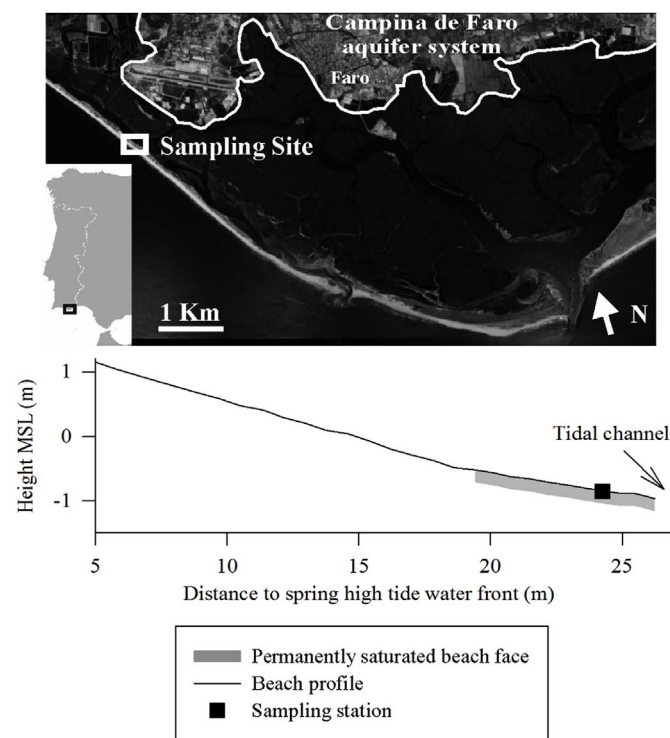 Campina de Faro
aquifer system
Faro
Sampling Site
1 Km
N
Height MSL (m)
1
0
-1
Tidal channel
5 10 15 20 25
Distance to spring high tide water front (m)
Permanently saturated beach face
Beach profile
Sampling station